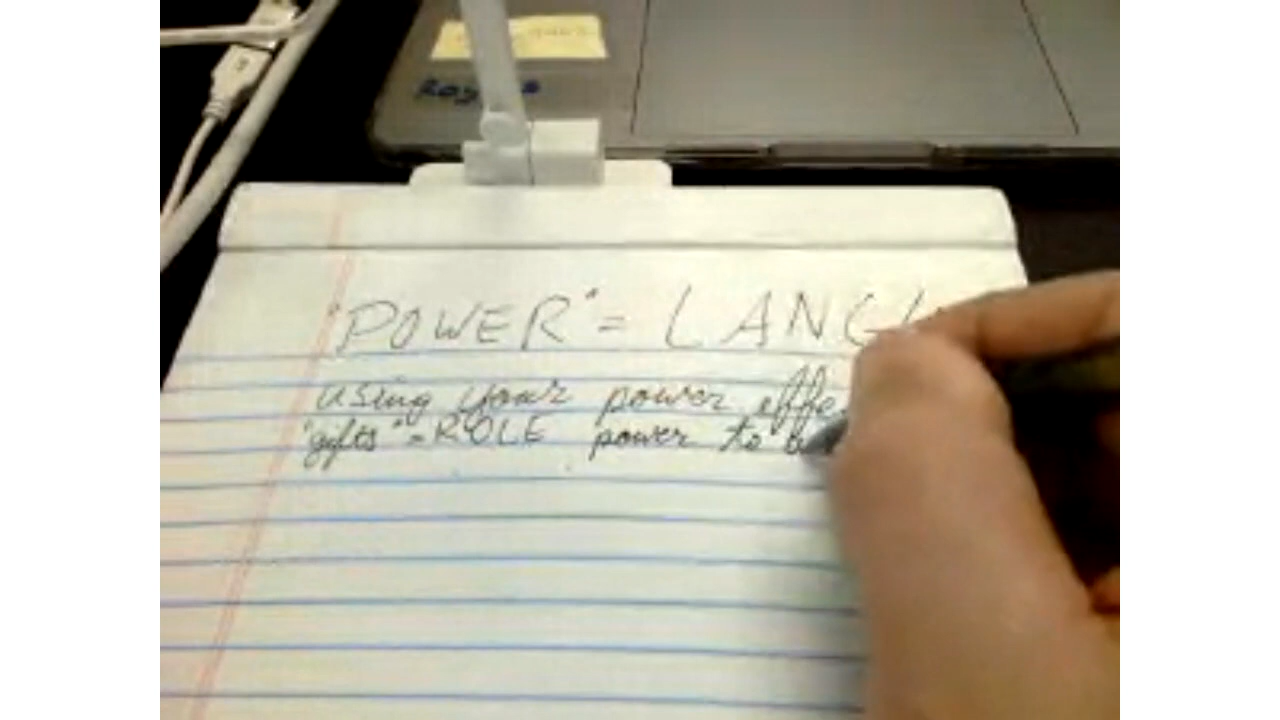 "POWER" = LANG
using your power effe
"gifts" = ROLE power to